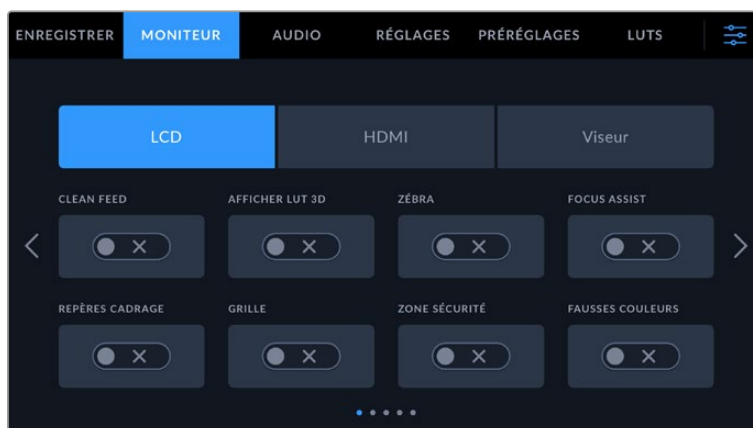 ENREGISTRER MONITEUR AUDIO RÉGLAGES PRÉRÉGLAGES LUTS
LCD HDMI Viseur
CLEAN FEED AFFICHER LUT 3D ZÉBRA FOCUS ASSIST
REPÈRES CADRAGE GRILLE ZONE SÉCURITÉ FAUSSES COULEURS